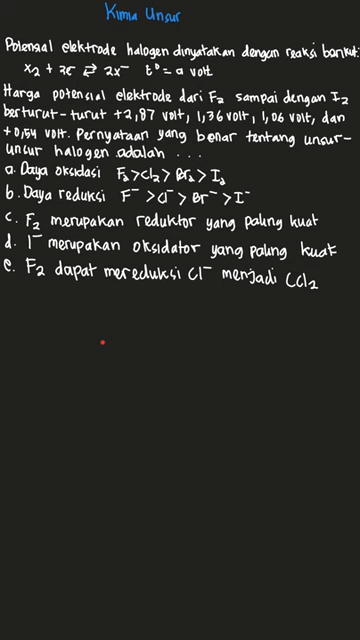 Kimia Unsur
Potensial elektrode halogen dinyatakan dengan reaksi berikut:
X₂ + 2e ⇄ 2x⁻ E° = a volt
Harga potensial elektrode dari F₂ sampai dengan I₂
berturut-turut +2,87 volt, 1,36 volt, 1,06 volt, dan
+0,54 volt. Pernyataan yang benar tentang unsur-
unsur halogen adalah . . .
a. Daya oksidasi F₂ > Cl₂ > Br₂ > I₂
b. Daya reduksi F⁻ > Cl⁻ > Br⁻ > I⁻
c. F₂ merupakan reduktor yang paling kuat
d. I⁻ merupakan oksidator yang paling kuat
e. F₂ dapat mereduksi Cl⁻ menjadi CCl₂